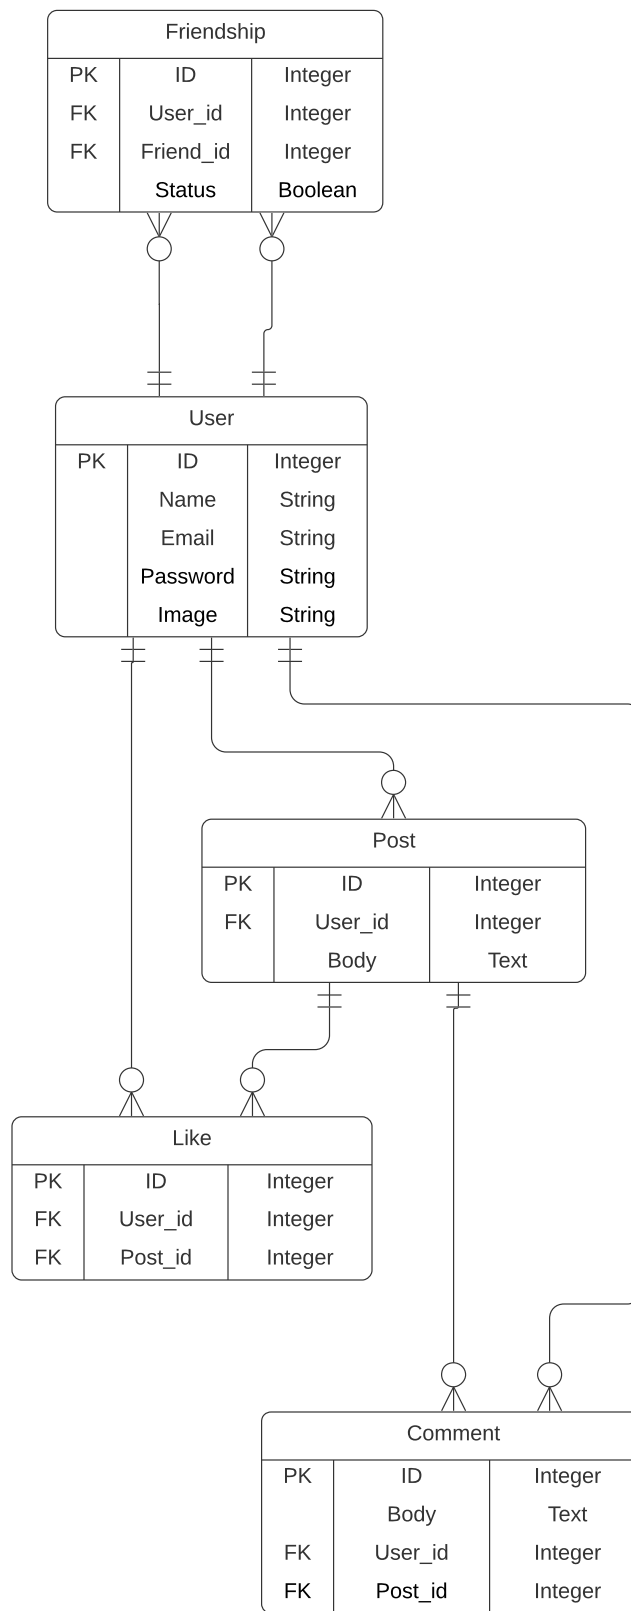 Friendship
PK ID Integer
FK User_id Integer
FK Friend_id Integer
Status Boolean
User
PK ID Integer
Name String
Email String
Password String
Image String
Post
PK ID Integer
FK User_id Integer
Body Text
Like
PK ID Integer
FK User_id Integer
FK Post_id Integer
Comment
PK ID Integer
Body Text
FK User_id Integer
FK Post_id Integer